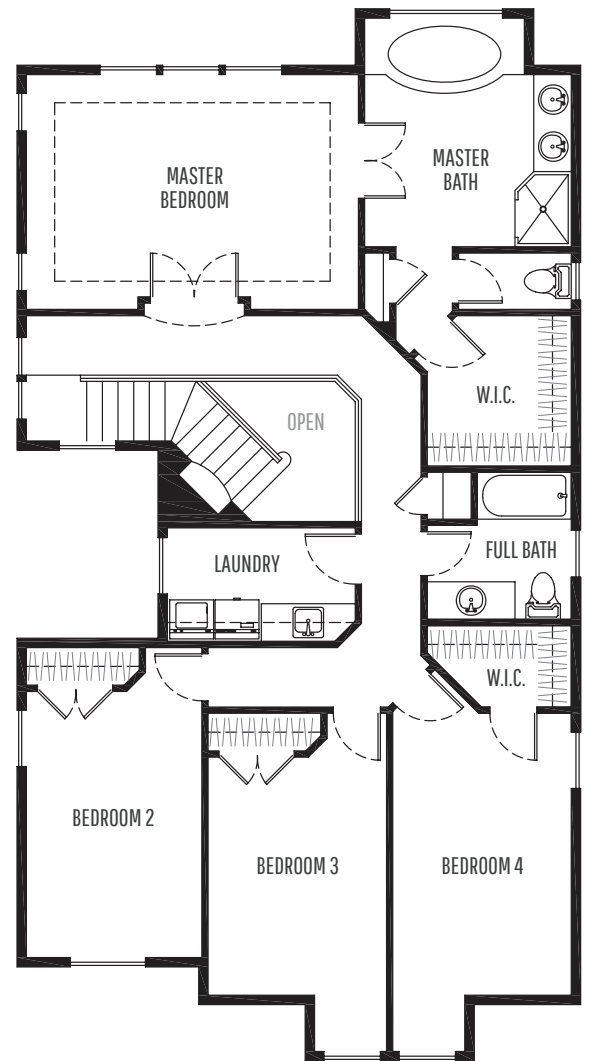 MASTER
BEDROOM
MASTER
BATH
W.I.C.
OPEN
LAUNDRY
FULL BATH
W.I.C.
BEDROOM 2
BEDROOM 3
BEDROOM 4